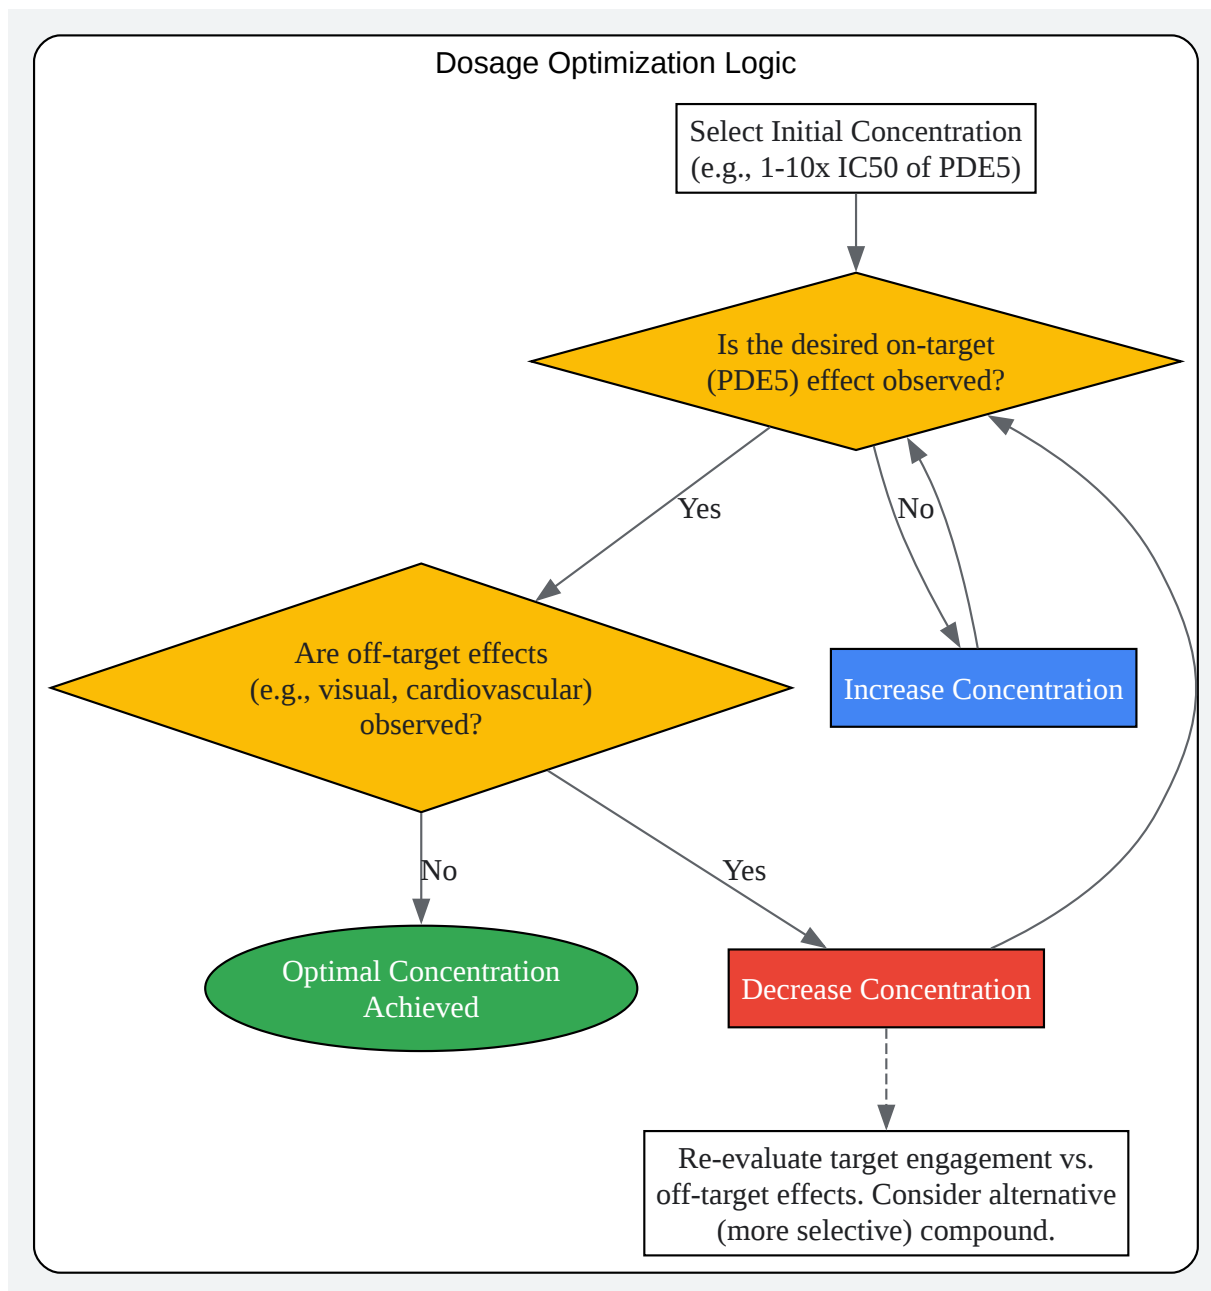 Dosage Optimization Logic
Select Initial Concentration
(e.g., 1-10x IC50 of PDE5)
Is the desired on-target
(PDE5) effect observed?
Yes
No
Are off-target effects
(e.g., visual, cardiovascular)
observed?
Increase Concentration
No
Yes
Optimal Concentration
Achieved
Decrease Concentration
Re-evaluate target engagement vs.
off-target effects. Consider alternative
(more selective) compound.